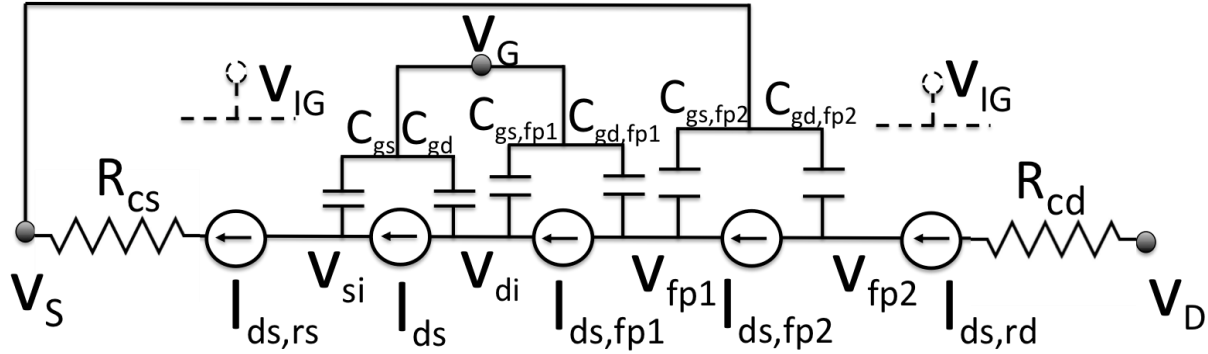 V_G
V_IG
V_IG
C_gs
C_gd
C_gs,fp1
C_gd,fp1
C_gs,fp2
C_gd,fp2
R_cs
R_cd
V_S
I_ds,rs
V_si
I_ds
V_di
I_ds,fp1
V_fp1
I_ds,fp2
V_fp2
I_ds,rd
V_D